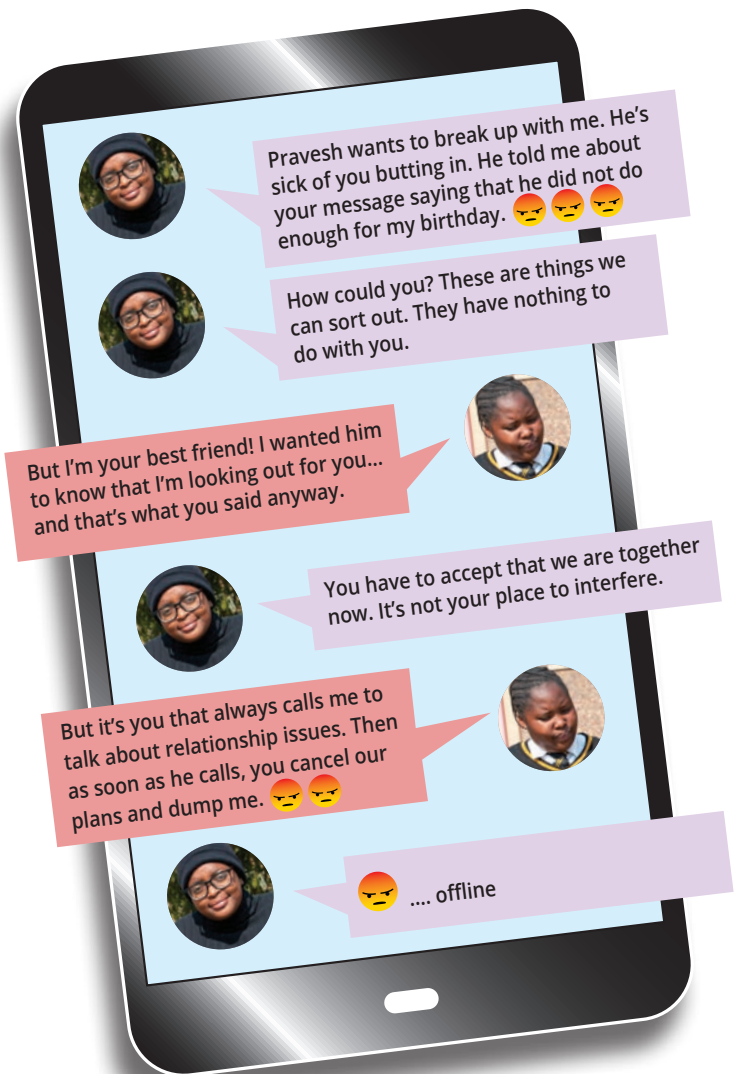 Pravesh wants to break up with me. He's
sick of you butting in. He told me about
your message saying that he did not do
enough for my birthday. 😡😡😡
How could you? These are things we
can sort out. They have nothing to
do with you.
But I'm your best friend! I wanted him
to know that I'm looking out for you...
and that's what you said anyway.
You have to accept that we are together
now. It's not your place to interfere.
But it's you that always calls me to
talk about relationship issues. Then
as soon as he calls, you cancel our
plans and dump me. 😡😡
😡 .... offline